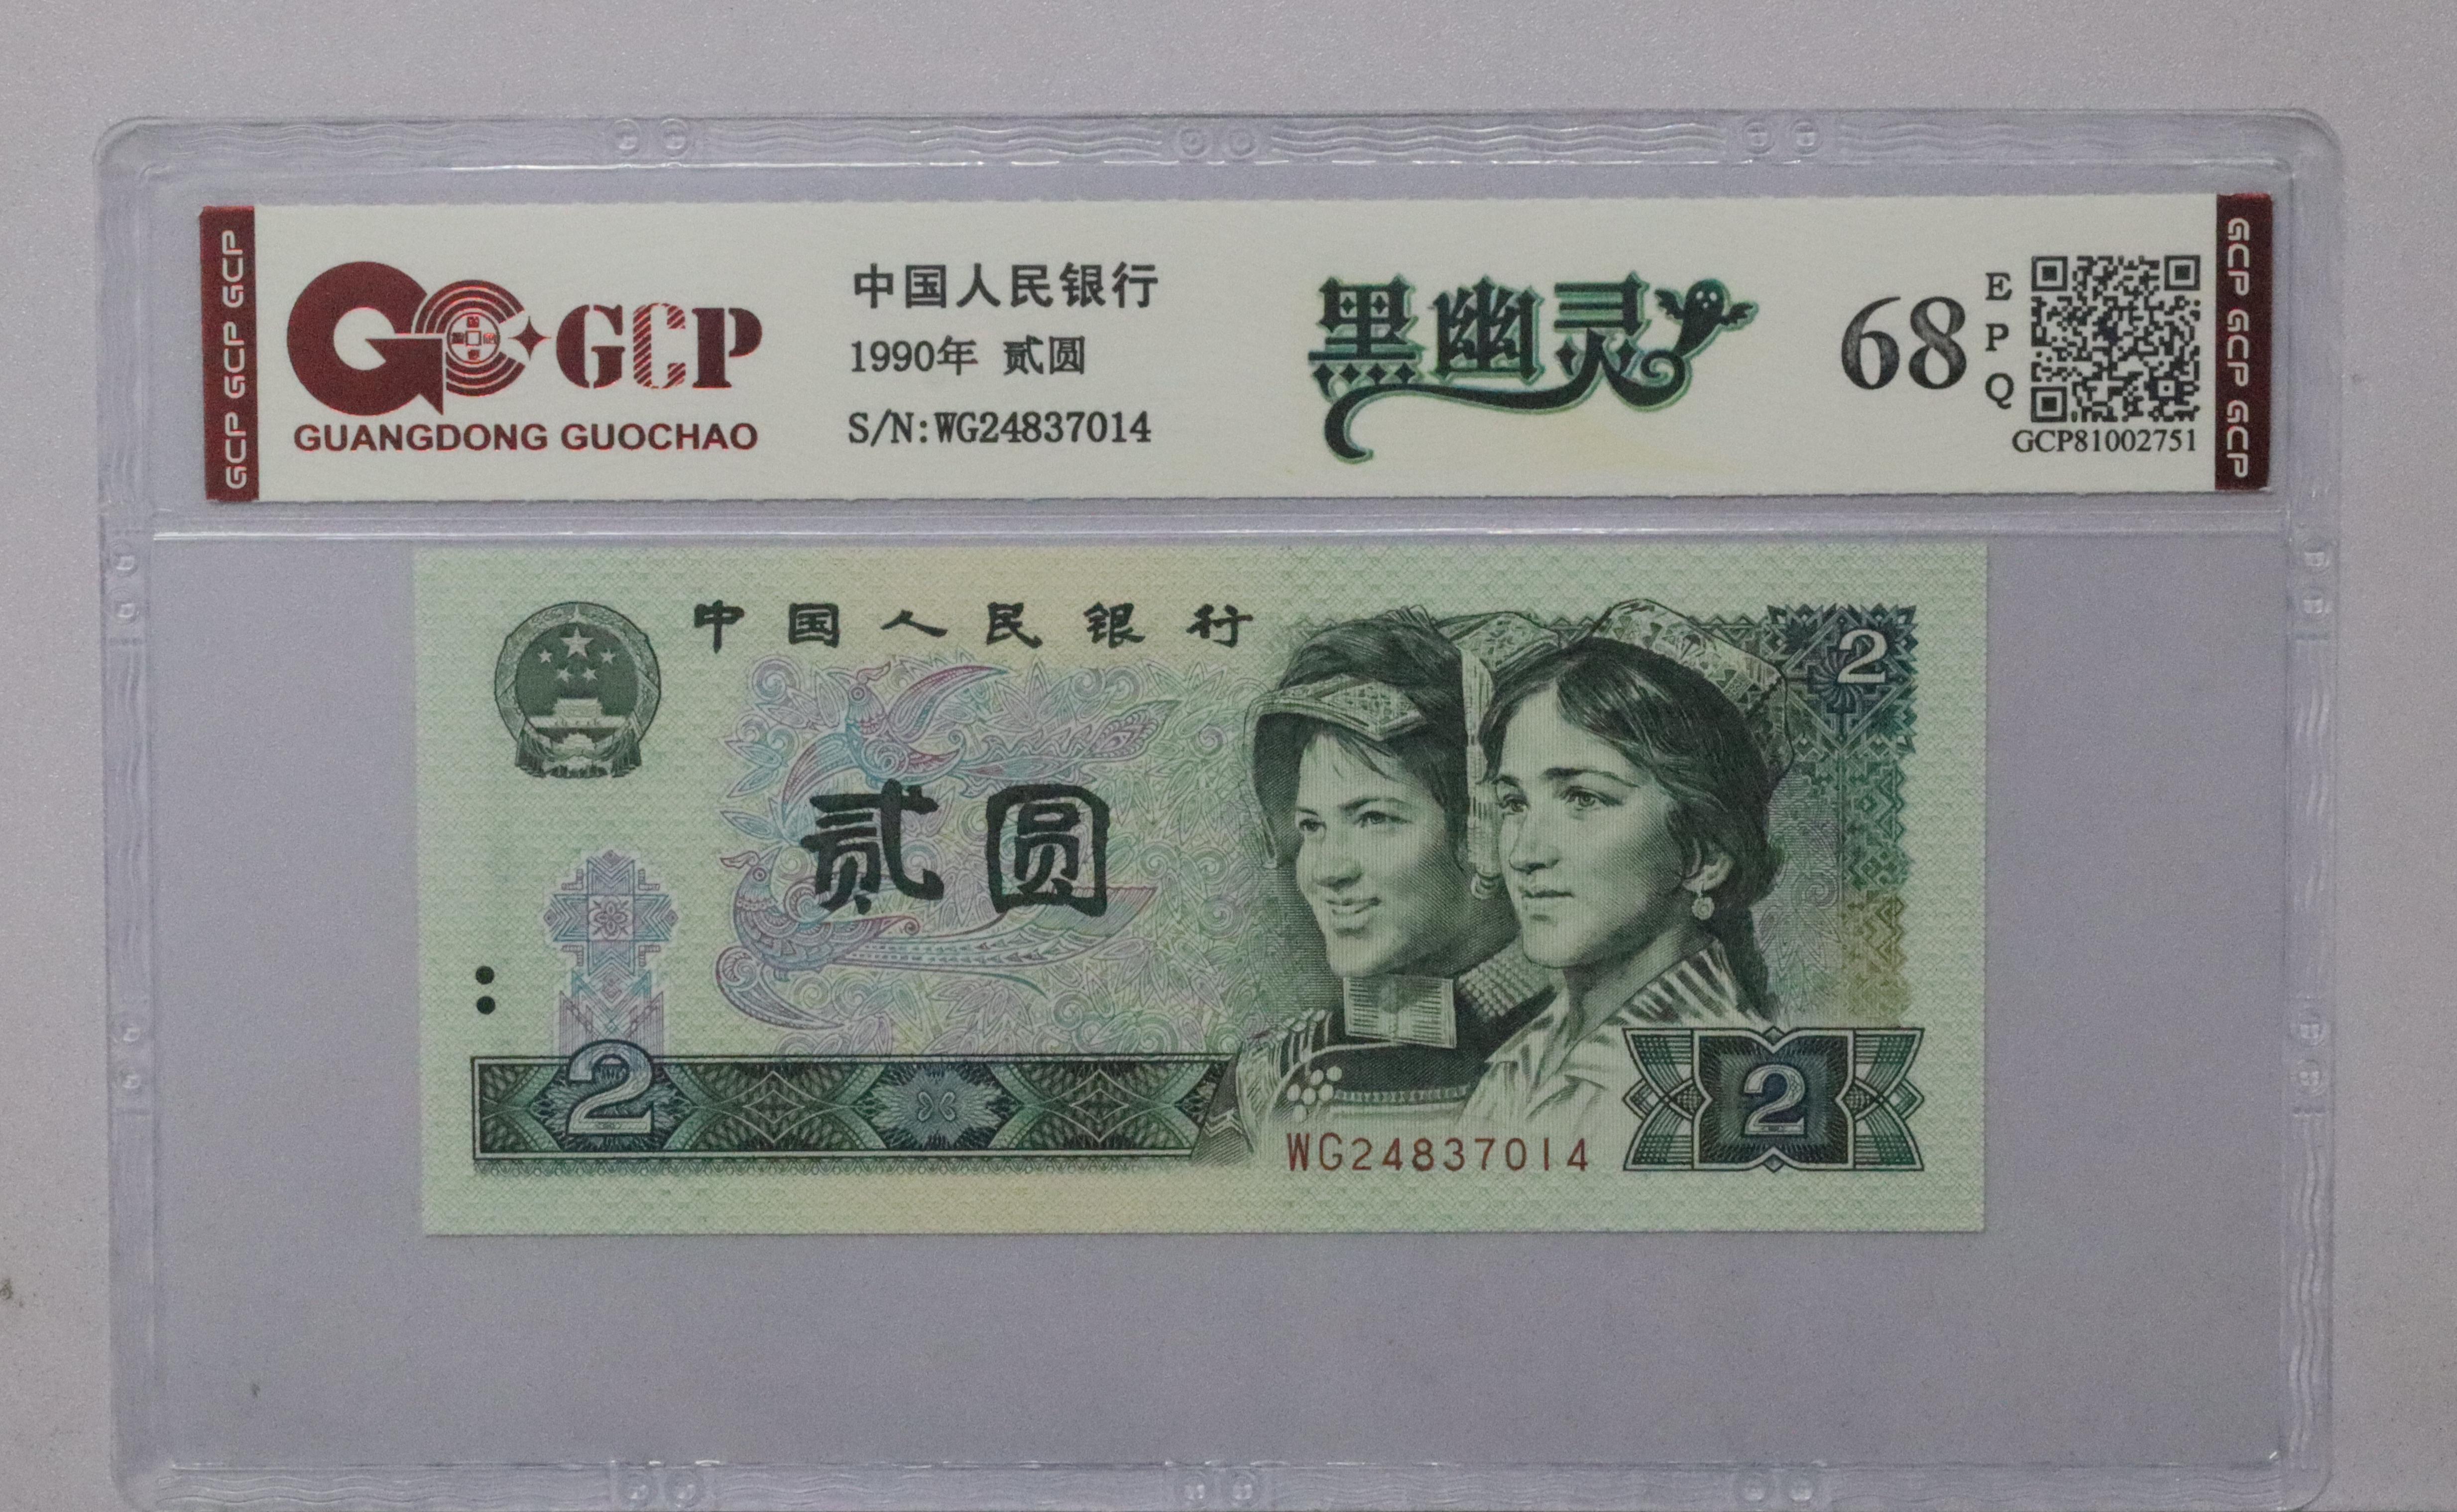 GCP GCP GCP
GCP
GUANGDONG GUOCHAO
中国人民银行
1990年 贰圆
S/N:WG24837014
黑幽灵
68
EPQ
GCP81002751
GCP GCP GCP
中国人民银行
2
贰圆
2
WG24837014
2